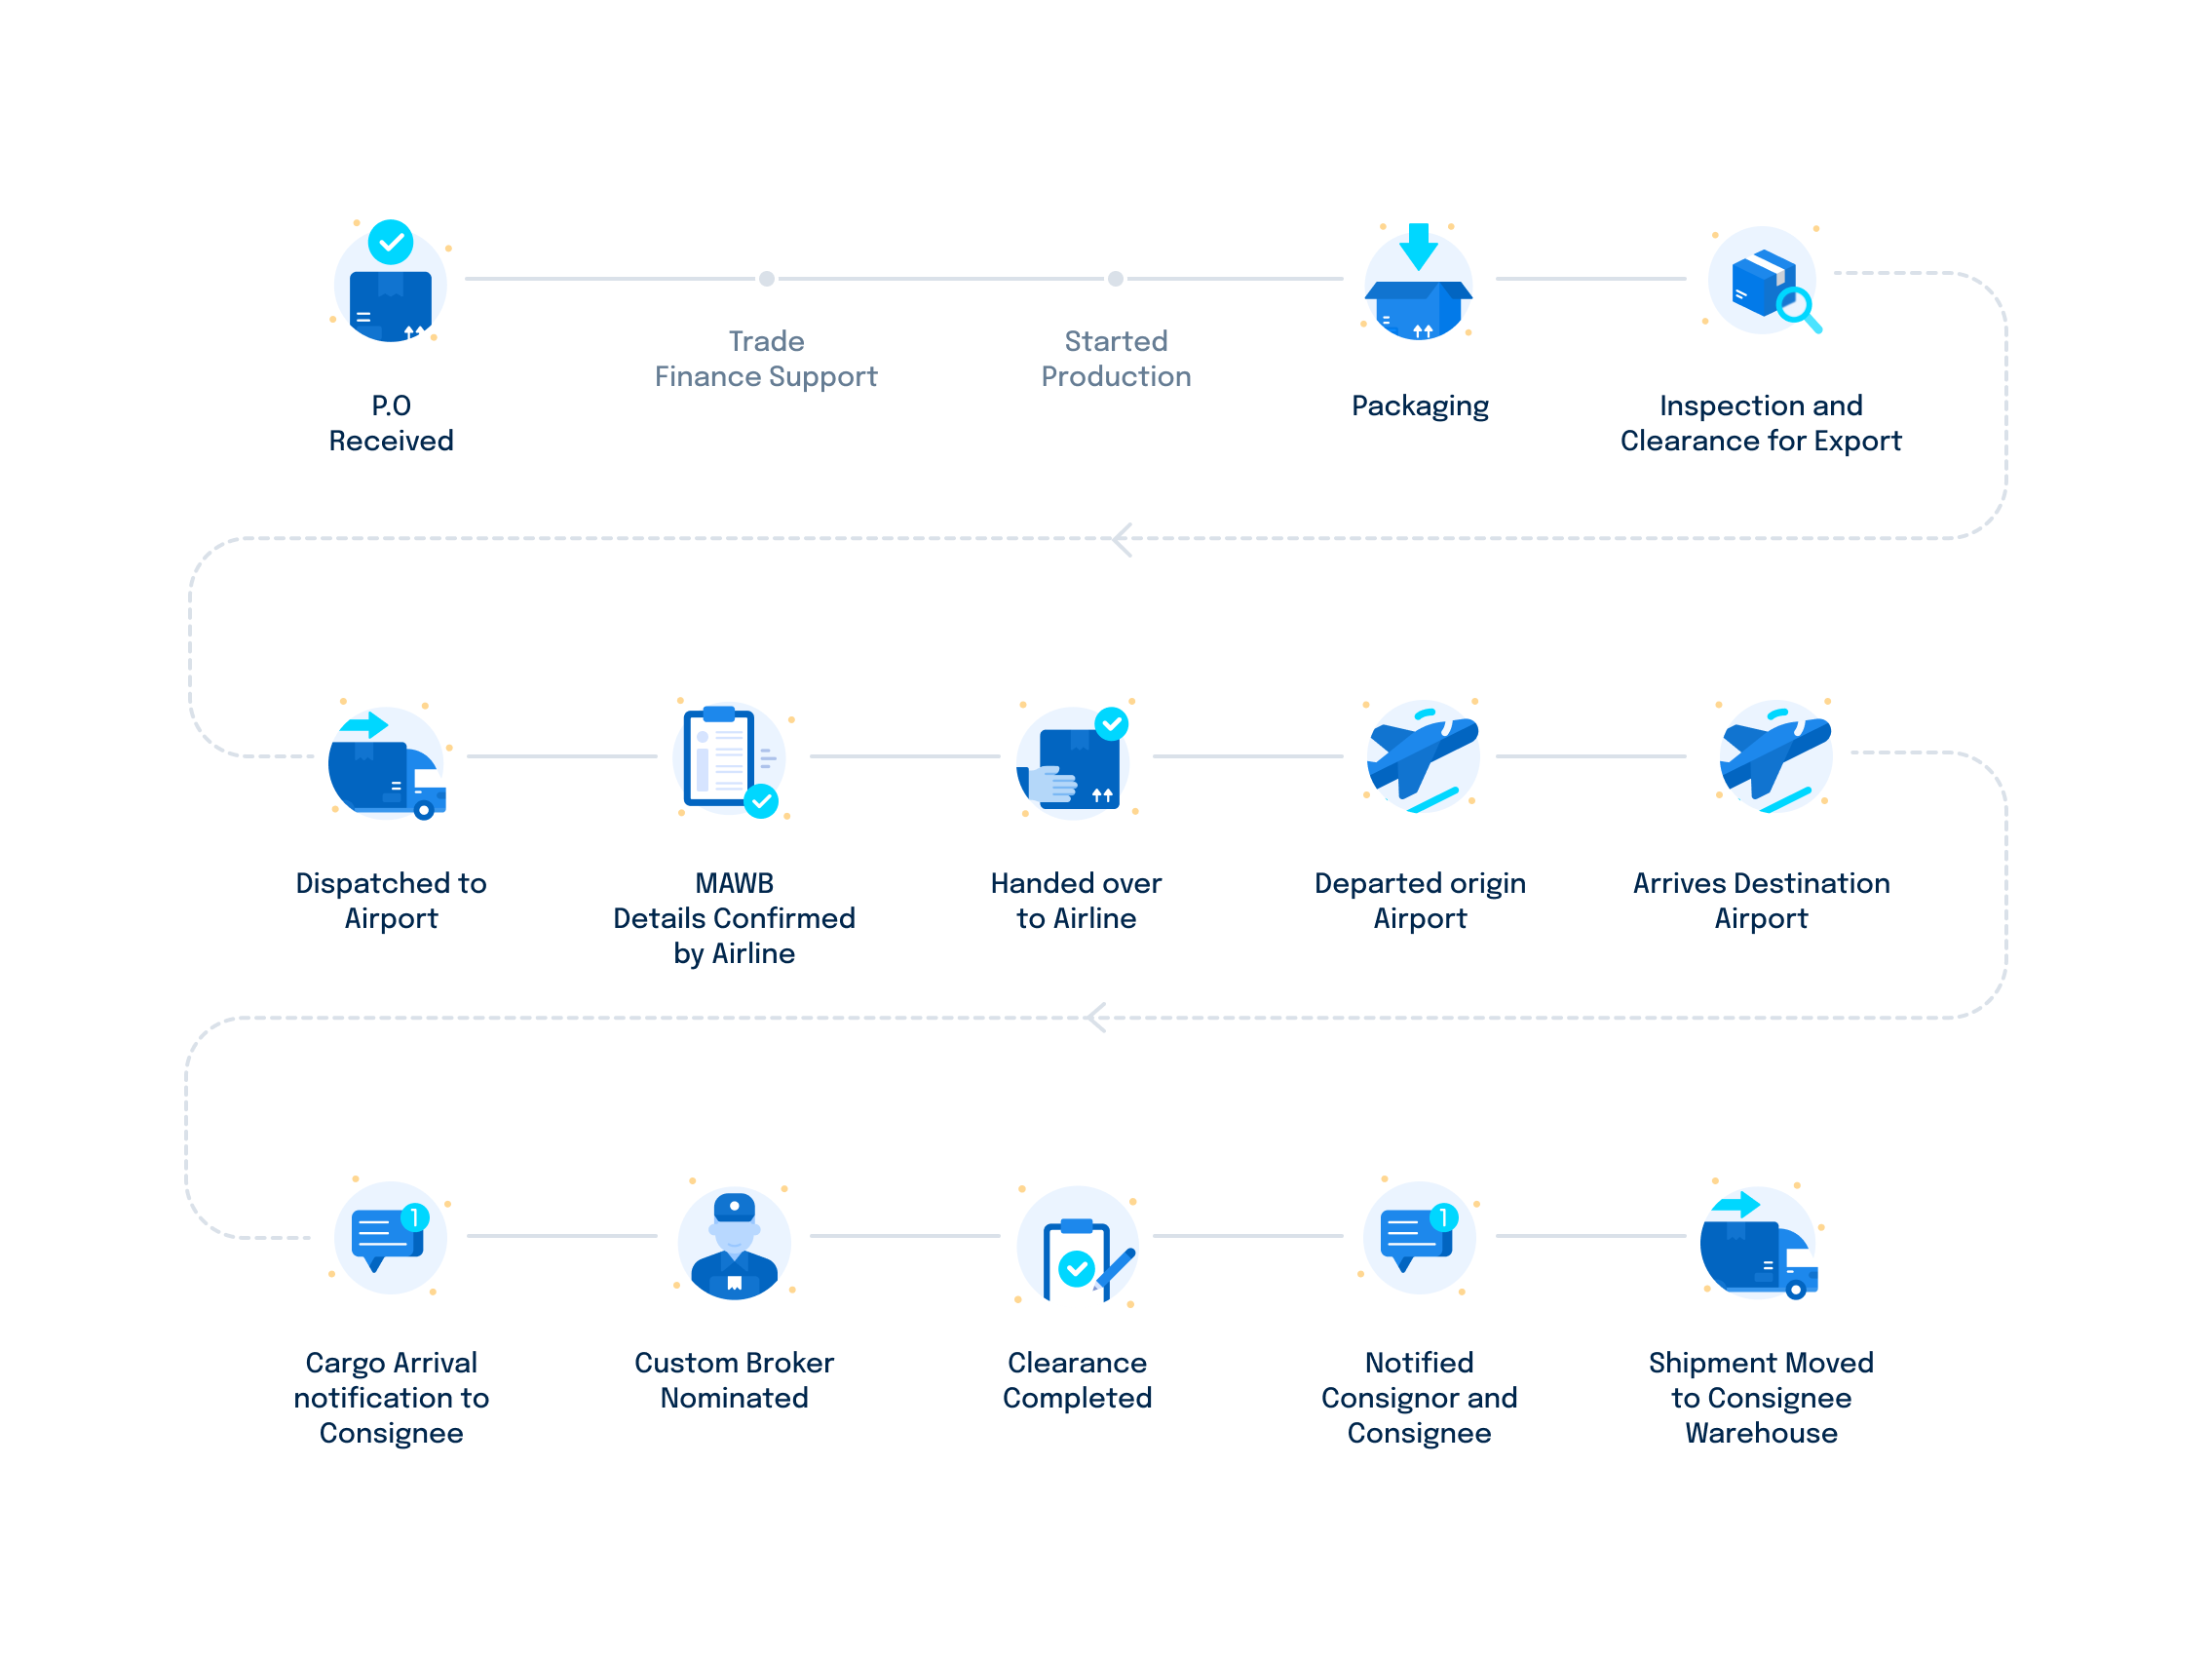 P.O
Received
Trade
Finance Support
Started
Production
Packaging
Inspection and
Clearance for Export
Dispatched to
Airport
MAWB
Details Confirmed
by Airline
Handed over
to Airline
Departed origin
Airport
Arrives Destination
Airport
1
Cargo Arrival
notification to
Consignee
Custom Broker
Nominated
Clearance
Completed
1
Notified
Consignor and
Consignee
Shipment Moved
to Consignee
Warehouse